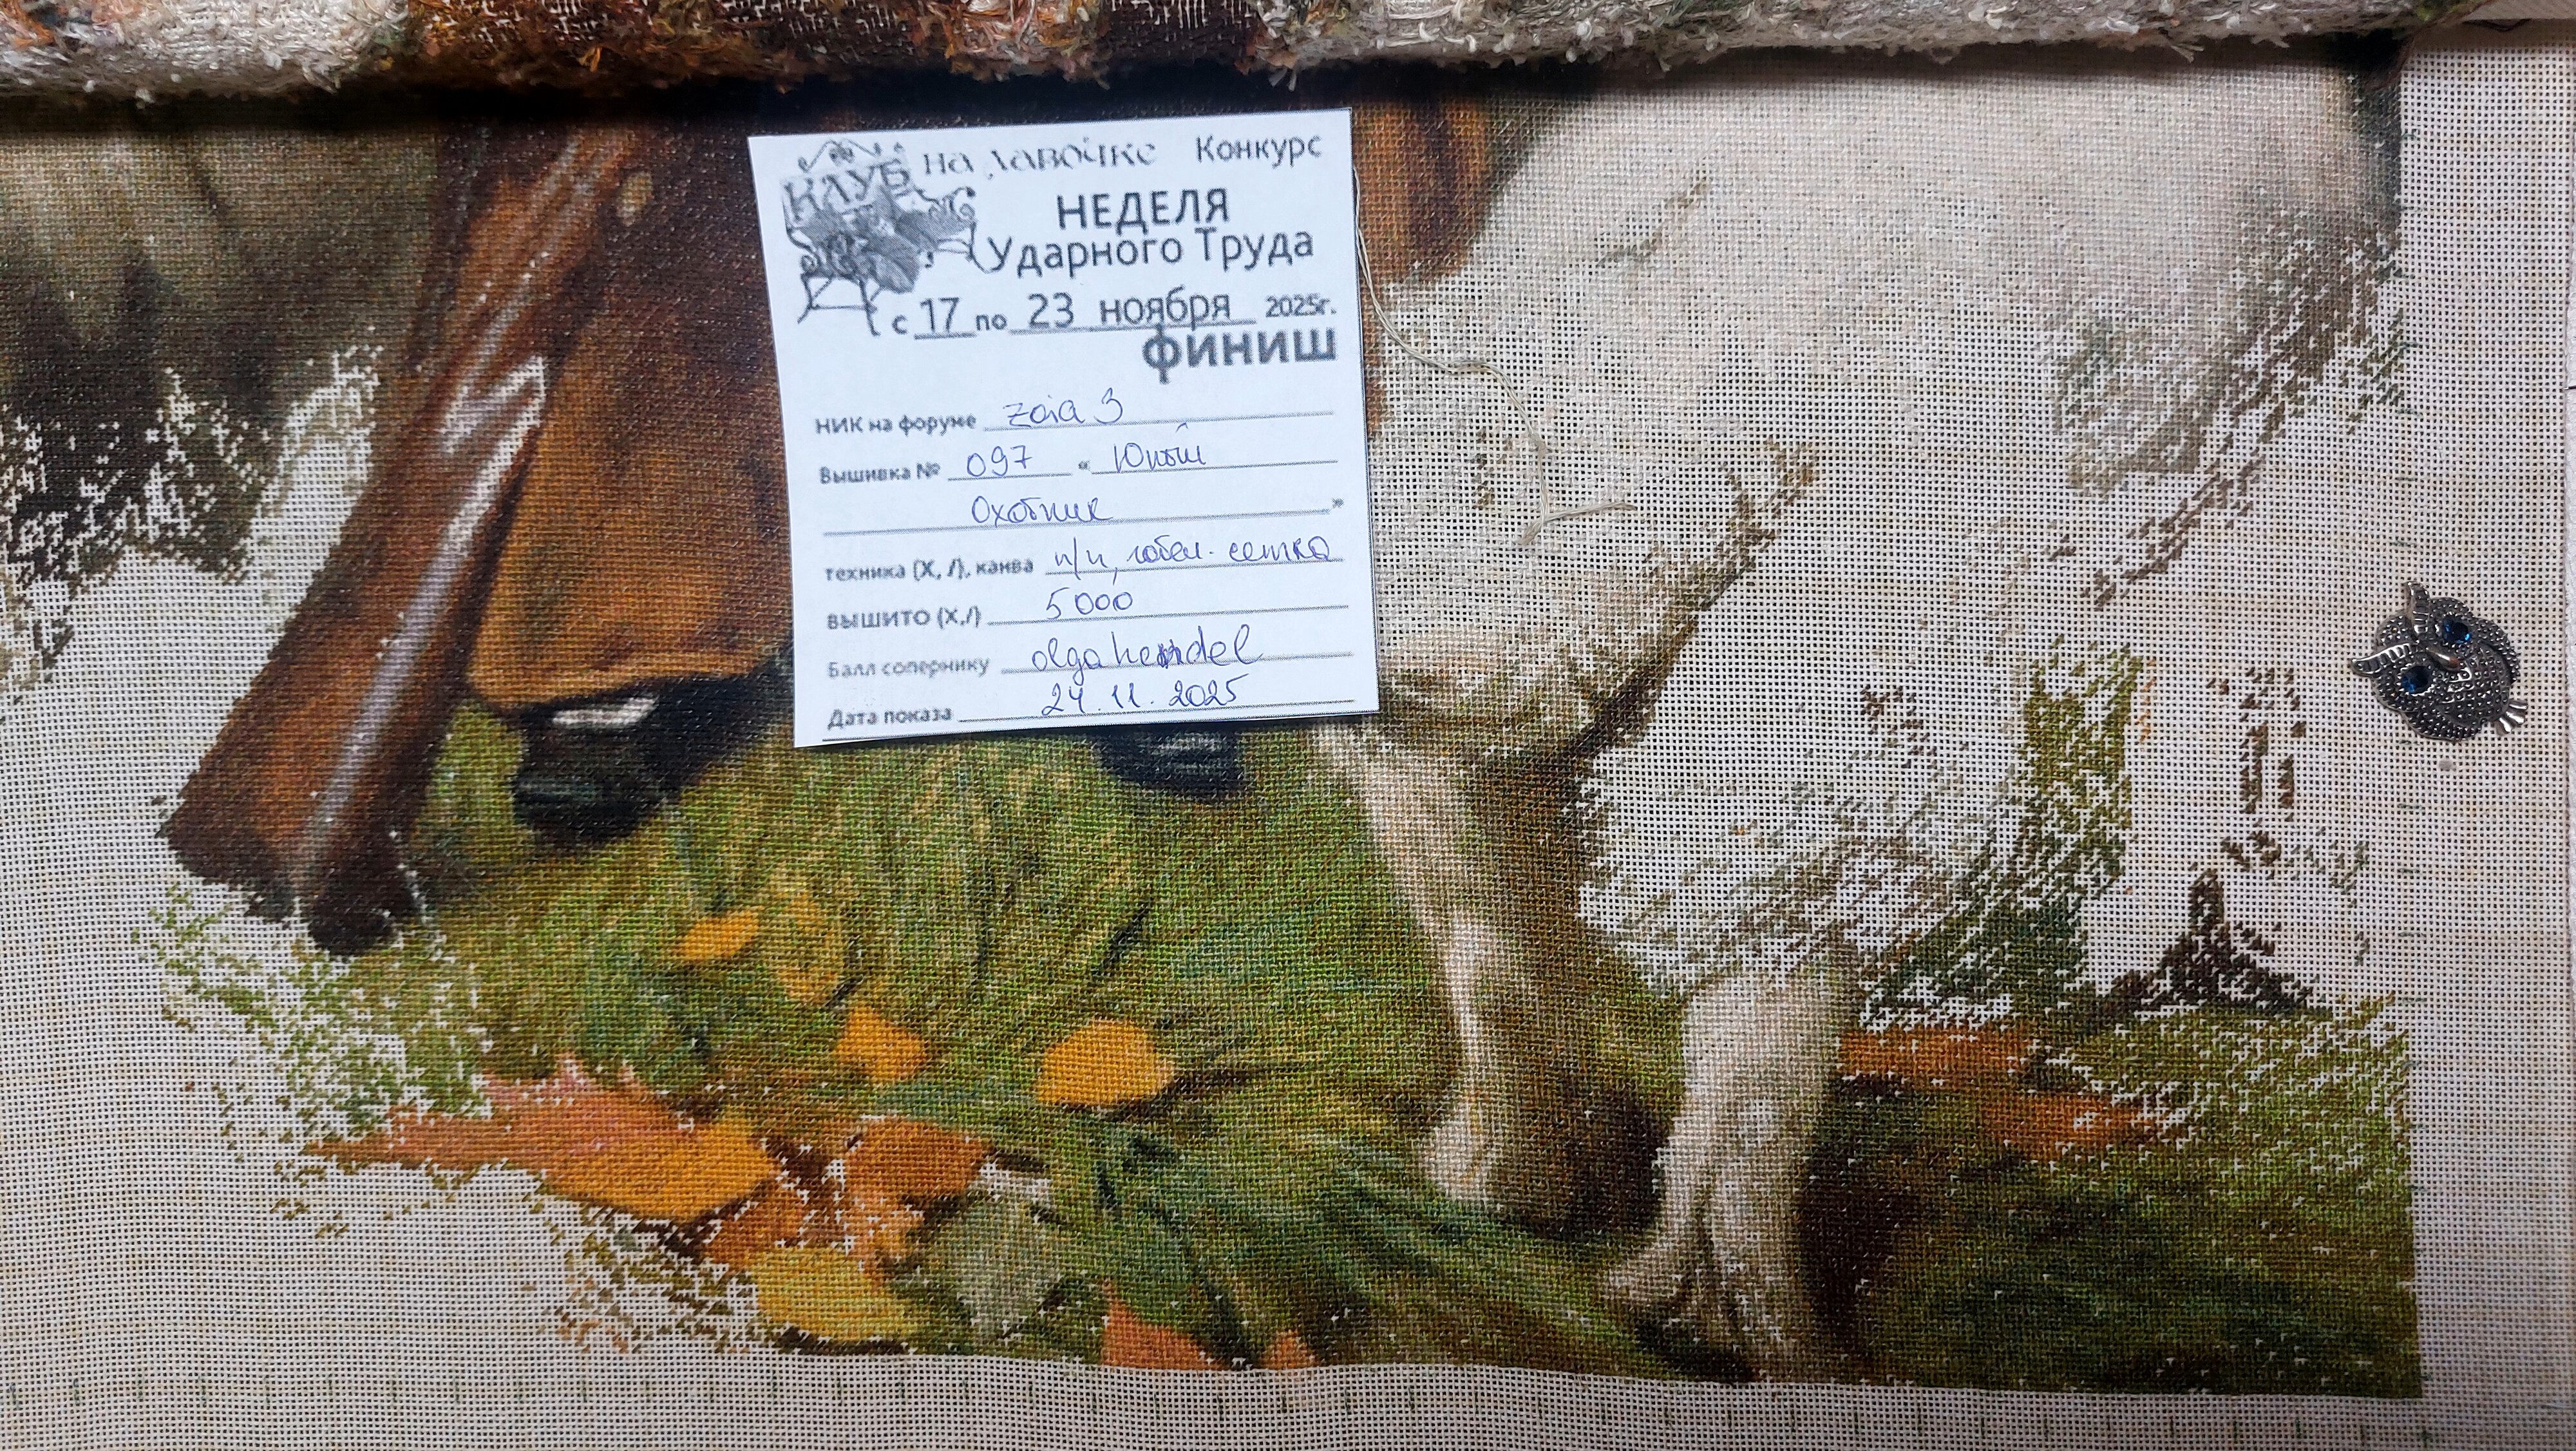 КЛУБ на лавочке Конкурс
НЕДЕЛЯ
Ударного Труда
с 17 по 23 ноября 2025г.
финиш
НИК на форуме zoia 3
Вышивка № 097 « Юный
Охотник »
техника (Х, /), канва п/к, гобел. сетка
ВЫШИТО (Х,/) 5000
Балл сопернику olgahendel
Дата показа 24.11.2025